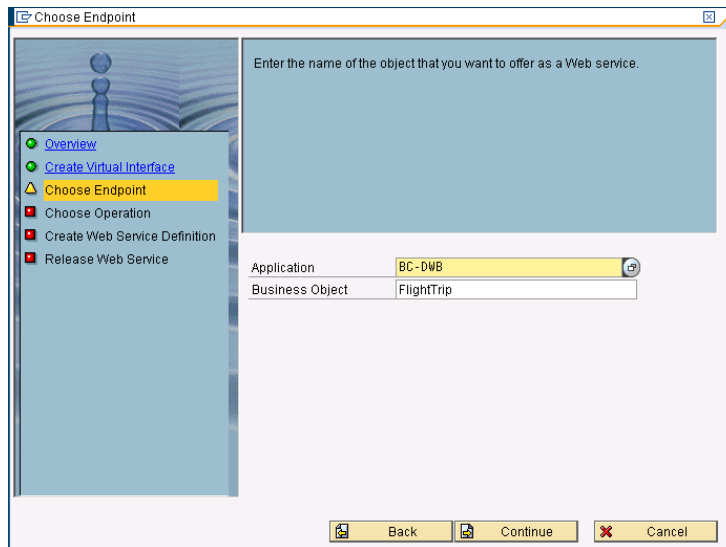 Choose Endpoint
Enter the name of the object that you want to offer as a Web service.
Overview
Create Virtual Interface
Choose Endpoint
Choose Operation
Create Web Service Definition
Release Web Service
Application BC-DWB
Business Object FlightTrip
Back Continue Cancel